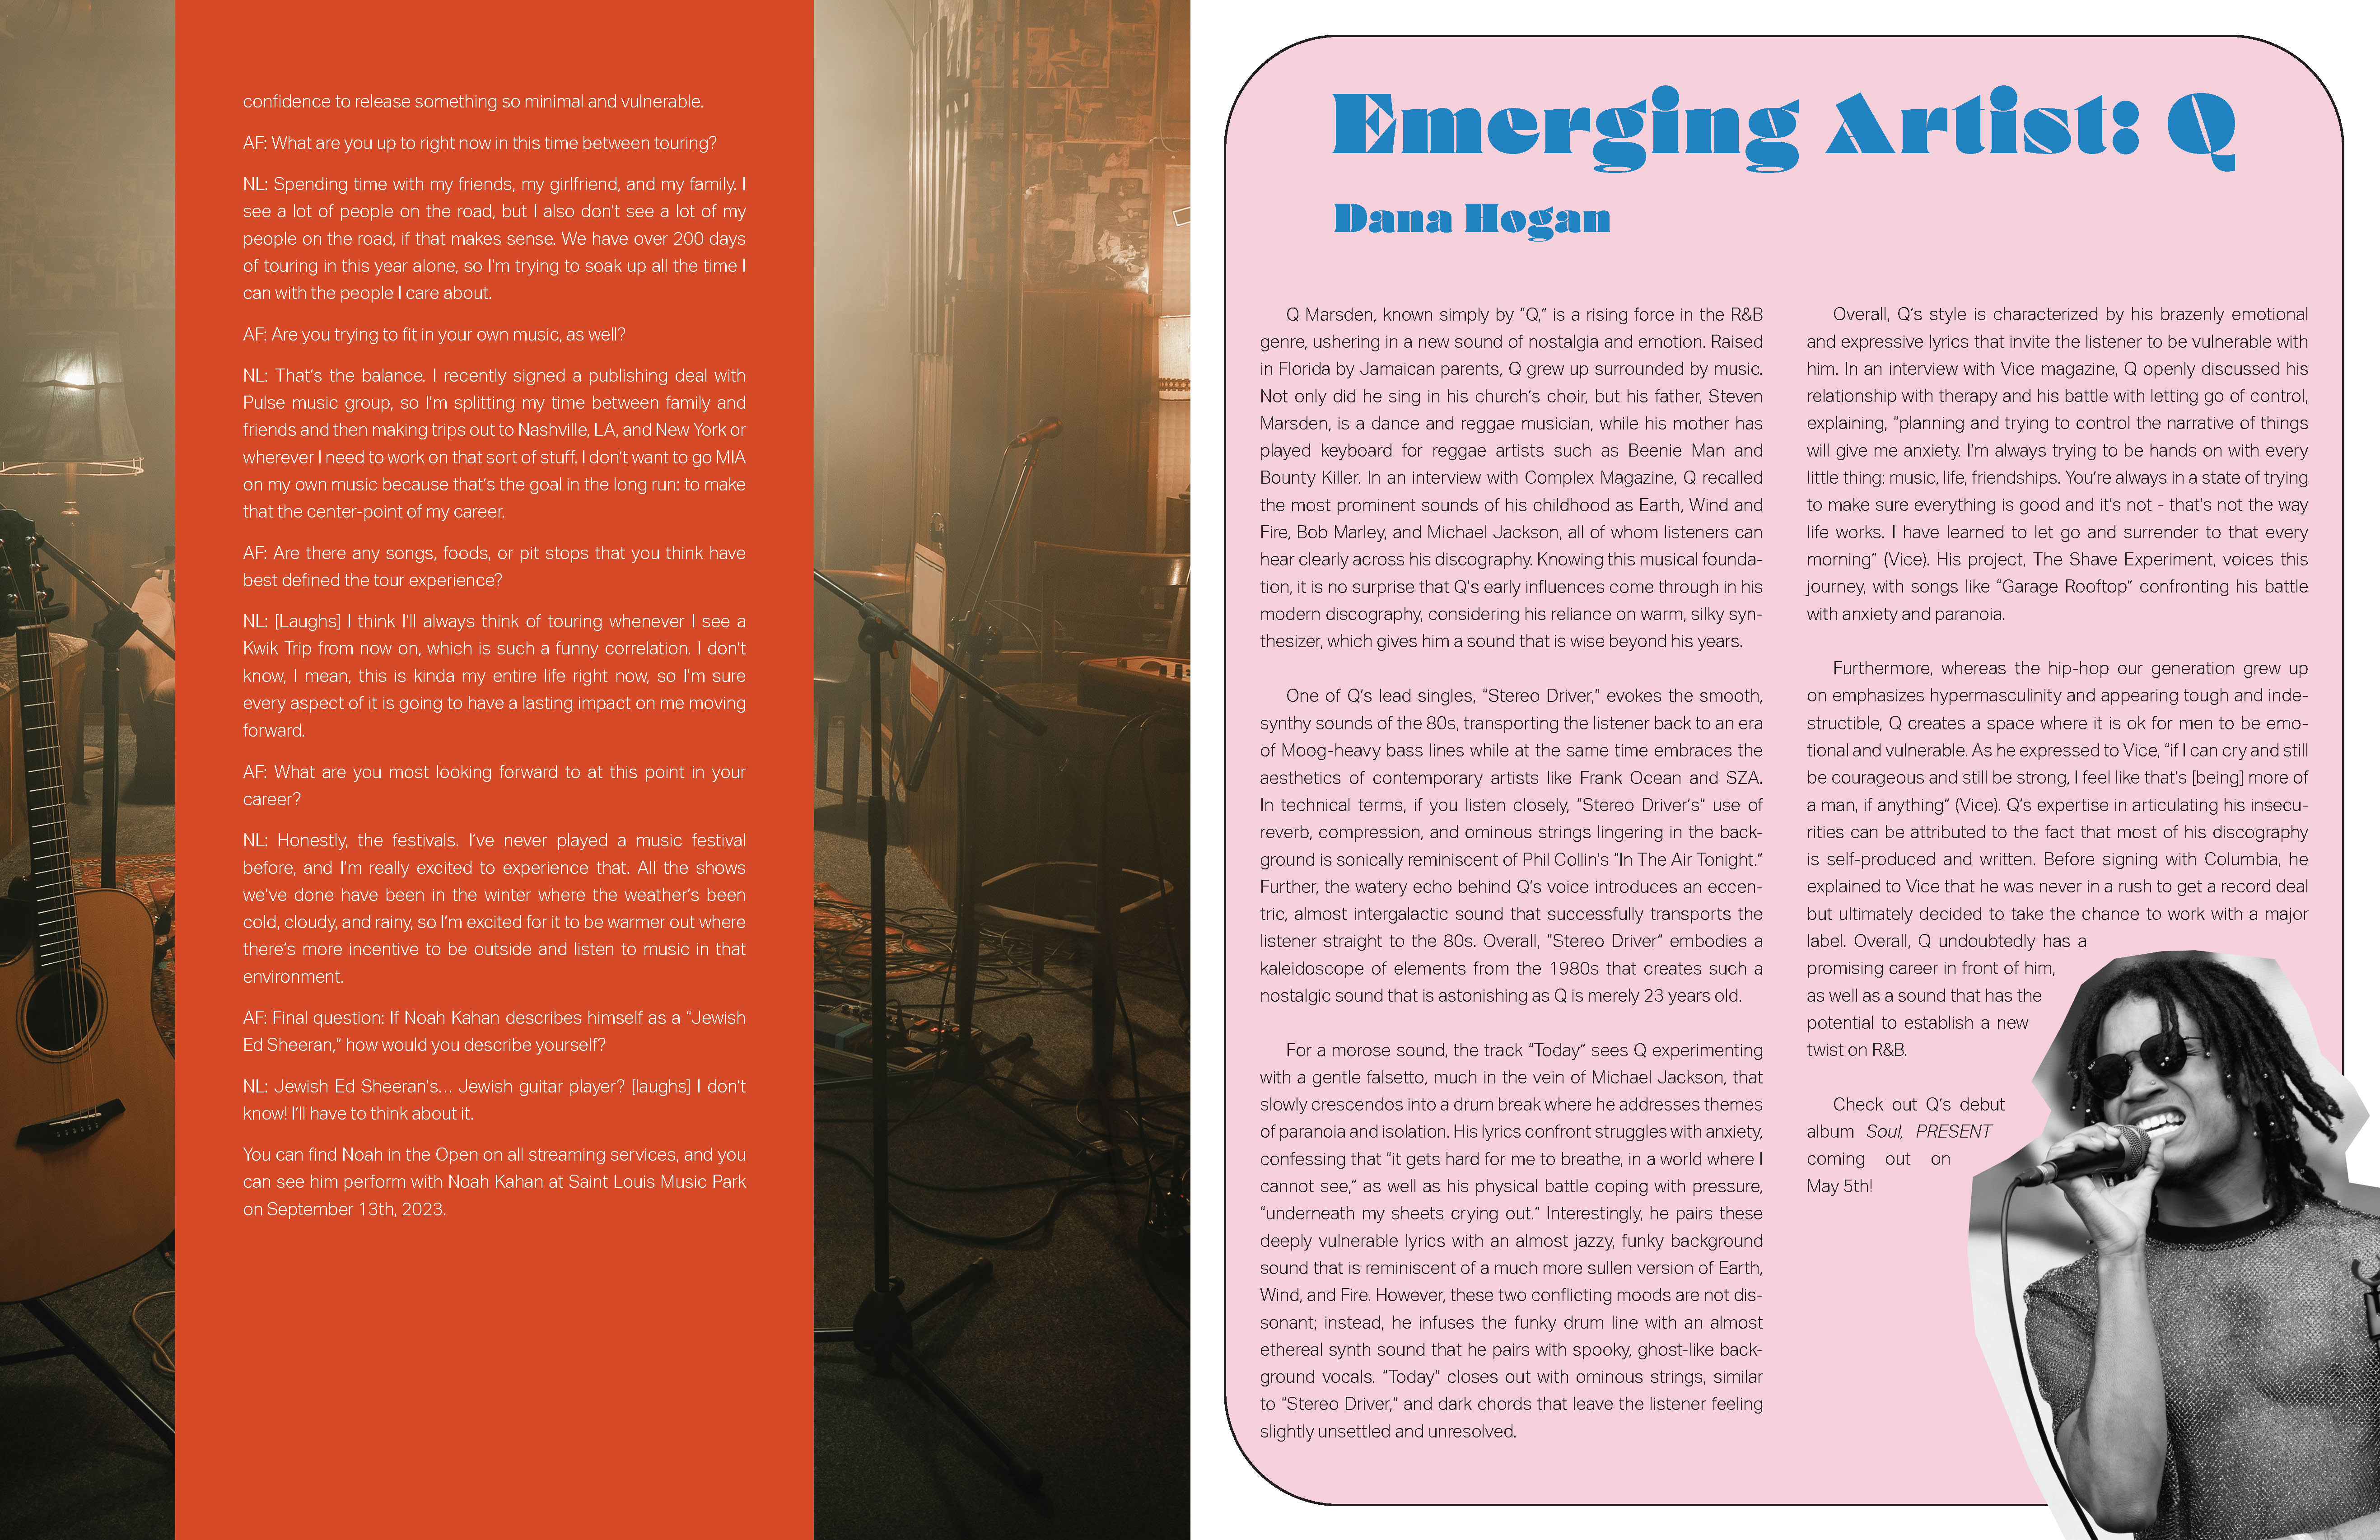 confidence to release something so minimal and vulnerable.
AF: What are you up to right now in this time between touring?
NL: Spending time with my friends, my girlfriend, and my family. I
see a lot of people on the road, but I also don't see a lot of my
people on the road, if that makes sense. We have over 200 days
of touring in this year alone, so I'm trying to soak up all the time I
can with the people I care about.
AF: Are you trying to fit in your own music, as well?
NL: That's the balance. I recently signed a publishing deal with
Pulse music group, so I'm splitting my time between family and
friends and then making trips out to Nashville, LA, and New York or
wherever I need to work on that sort of stuff. I don't want to go MIA
on my own music because that's the goal in the long run: to make
that the center-point of my career.
AF: Are there any songs, foods, or pit stops that you think have
best defined the tour experience?
NL: [Laughs] I think I'll always think of touring whenever I see a
Kwik Trip from now on, which is such a funny correlation. I don't
know, I mean, this is kinda my entire life right now, so I'm sure
every aspect of it is going to have a lasting impact on me moving
forward.
AF: What are you most looking forward to at this point in your
career?
NL: Honestly, the festivals. I've never played a music festival
before, and I'm really excited to experience that. All the shows
we've done have been in the winter where the weather's been
cold, cloudy, and rainy, so I'm excited for it to be warmer out where
there's more incentive to be outside and listen to music in that
environment.
AF: Final question: If Noah Kahan describes himself as a "Jewish
Ed Sheeran," how would you describe yourself?
NL: Jewish Ed Sheeran's... Jewish guitar player? [laughs] I don't
know! I'll have to think about it.
You can find Noah in the Open on all streaming services, and you
can see him perform with Noah Kahan at Saint Louis Music Park
on September 13th, 2023.
Emerging Artist: Q
Dana Hogan
Q Marsden, known simply by "Q," is a rising force in the R&B
genre, ushering in a new sound of nostalgia and emotion. Raised
in Florida by Jamaican parents, Q grew up surrounded by music.
Not only did he sing in his church's choir, but his father, Steven
Marsden, is a dance and reggae musician, while his mother has
played keyboard for reggae artists such as Beenie Man and
Bounty Killer. In an interview with Complex Magazine, Q recalled
the most prominent sounds of his childhood as Earth, Wind and
Fire, Bob Marley, and Michael Jackson, all of whom listeners can
hear clearly across his discography. Knowing this musical founda-
tion, it is no surprise that Q's early influences come through in his
modern discography, considering his reliance on warm, silky syn-
thesizer, which gives him a sound that is wise beyond his years.
One of Q's lead singles, "Stereo Driver," evokes the smooth,
synthy sounds of the 80s, transporting the listener back to an era
of Moog-heavy bass lines while at the same time embraces the
aesthetics of contemporary artists like Frank Ocean and SZA.
In technical terms, if you listen closely, "Stereo Driver's" use of
reverb, compression, and ominous strings lingering in the back-
ground is sonically reminiscent of Phil Collin's "In The Air Tonight."
Further, the watery echo behind Q's voice introduces an eccen-
tric, almost intergalactic sound that successfully transports the
listener straight to the 80s. Overall, "Stereo Driver" embodies a
kaleidoscope of elements from the 1980s that creates such a
nostalgic sound that is astonishing as Q is merely 23 years old.
For a morose sound, the track "Today" sees Q experimenting
with a gentle falsetto, much in the vein of Michael Jackson, that
slowly crescendos into a drum break where he addresses themes
of paranoia and isolation. His lyrics confront struggles with anxiety,
confessing that "it gets hard for me to breathe, in a world where I
cannot see," as well as his physical battle coping with pressure,
"underneath my sheets crying out." Interestingly, he pairs these
deeply vulnerable lyrics with an almost jazzy, funky background
sound that is reminiscent of a much more sullen version of Earth,
Wind, and Fire. However, these two conflicting moods are not dis-
sonant; instead, he infuses the funky drum line with an almost
ethereal synth sound that he pairs with spooky, ghost-like back-
ground vocals. "Today" closes out with ominous strings, similar
to "Stereo Driver," and dark chords that leave the listener feeling
slightly unsettled and unresolved.
Overall, Q's style is characterized by his brazenly emotional
and expressive lyrics that invite the listener to be vulnerable with
him. In an interview with Vice magazine, Q openly discussed his
relationship with therapy and his battle with letting go of control,
explaining, "planning and trying to control the narrative of things
will give me anxiety. I'm always trying to be hands on with every
little thing: music, life, friendships. You're always in a state of trying
to make sure everything is good and it's not - that's not the way
life works. I have learned to let go and surrender to that every
morning" (Vice). His project, The Shave Experiment, voices this
journey, with songs like "Garage Rooftop" confronting his battle
with anxiety and paranoia.
Furthermore, whereas the hip-hop our generation grew up
on emphasizes hypermasculinity and appearing tough and inde-
structible, Q creates a space where it is ok for men to be emo-
tional and vulnerable. As he expressed to Vice, "if I can cry and still
be courageous and still be strong, I feel like that's [being] more of
a man, if anything" (Vice). Q's expertise in articulating his insecu-
rities can be attributed to the fact that most of his discography
is self-produced and written. Before signing with Columbia, he
explained to Vice that he was never in a rush to get a record deal
but ultimately decided to take the chance to work with a major
label. Overall, Q undoubtedly has a
promising career in front of him,
as well as a sound that has the
potential to establish a new
twist on R&B.
Check out Q's debut
album Soul, PRESENT
coming out on
May 5th!